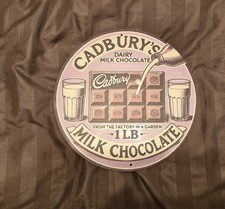 CADBURY'S
DAIRY
MILK CHOCOLATE
Cadbury
FROM THE FACTORY IN A GARDEN
1 LB
MILK CHOCOLATE